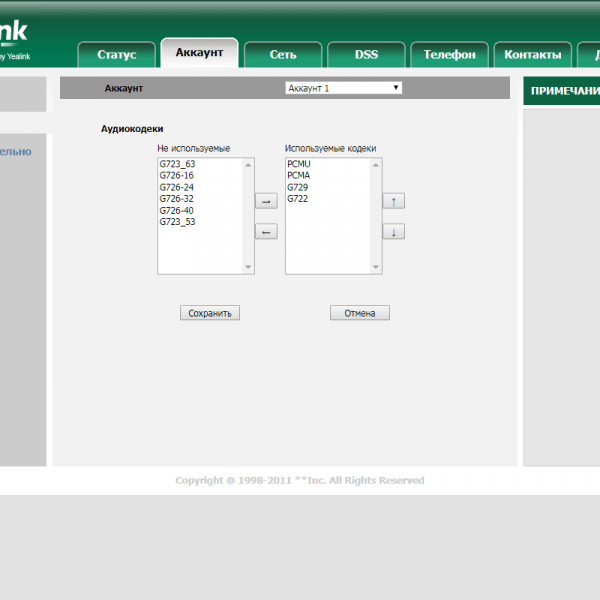 nk
by Yealink
Статус
Аккаунт
Сеть
DSS
Телефон
Контакты
Аккаунт
Аккаунт 1
ПРИМЕЧАНИ
ельно
Аудиокодеки
Не используемые
Используемые кодеки
G723_63
G726-16
G726-24
G726-32
G726-40
G723_53
→
←
PCMU
PCMA
G729
G722
↑
↓
Сохранить
Отмена
Copyright @ 1998-2011 **Inc. All Rights Reserved